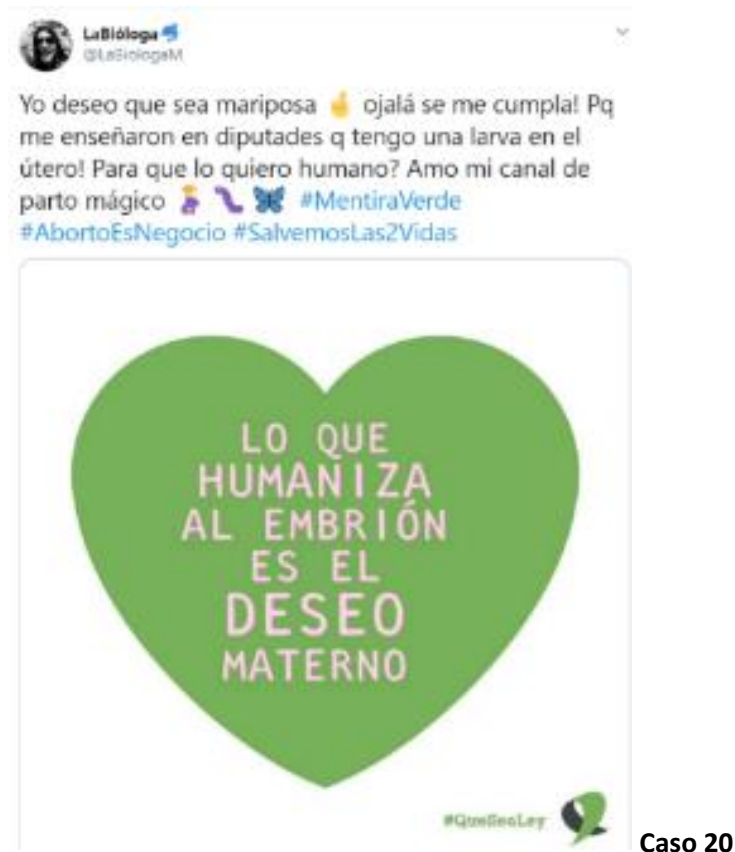 LaBióloga
@LaBiologaM
Yo deseo que sea mariposa 🤞 ojalá se me cumpla! Pq
me enseñaron en diputades q tengo una larva en el
útero! Para que lo quiero humano? Amo mi canal de
parto mágico #MentiraVerde
#AbortoEsNegocio #SalvemosLas2Vidas
LO QUE
HUMANIZA
AL EMBRIÓN
ES EL
DESEO
MATERNO
#QueSeaLey
Caso 20